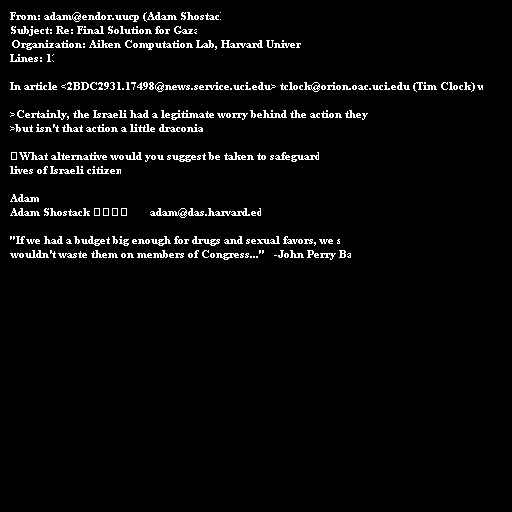 From: adam@endor.uucp (Adam Shostac
Subject: Re: Final Solution for Gaza
Organization: Aiken Computation Lab, Harvard Univer
Lines: 1
In article <2BDC2931.17498@news.service.uci.edu> tclock@orion.oac.uci.edu (Tim Clock) w
>Certainly, the Israeli had a legitimate worry behind the action they
>but isn't that action a little draconia
What alternative would you suggest be taken to safeguard
lives of Israeli citizen
Adam
Adam Shostack adam@das.harvard.ed
"If we had a budget big enough for drugs and sexual favors, we s
wouldn't waste them on members of Congress..." -John Perry Ba